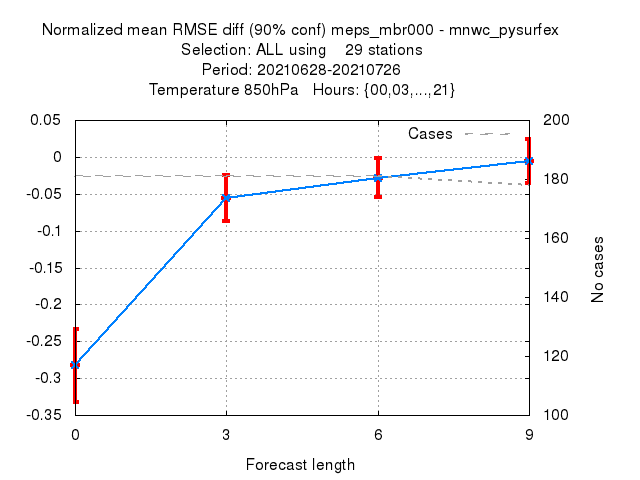 Normalized mean RMSE diff (90% conf) meps_mbr000 - mnwc_pysurfex
Selection: ALL using 29 stations
Period: 20210628-20210726
Temperature 850hPa Hours: {00,03,...,21}
Cases
0.05
0
-0.05
-0.1
-0.15
-0.2
-0.25
-0.3
-0.35
200
180
160
140
120
100
No cases
0 3 6 9
Forecast length